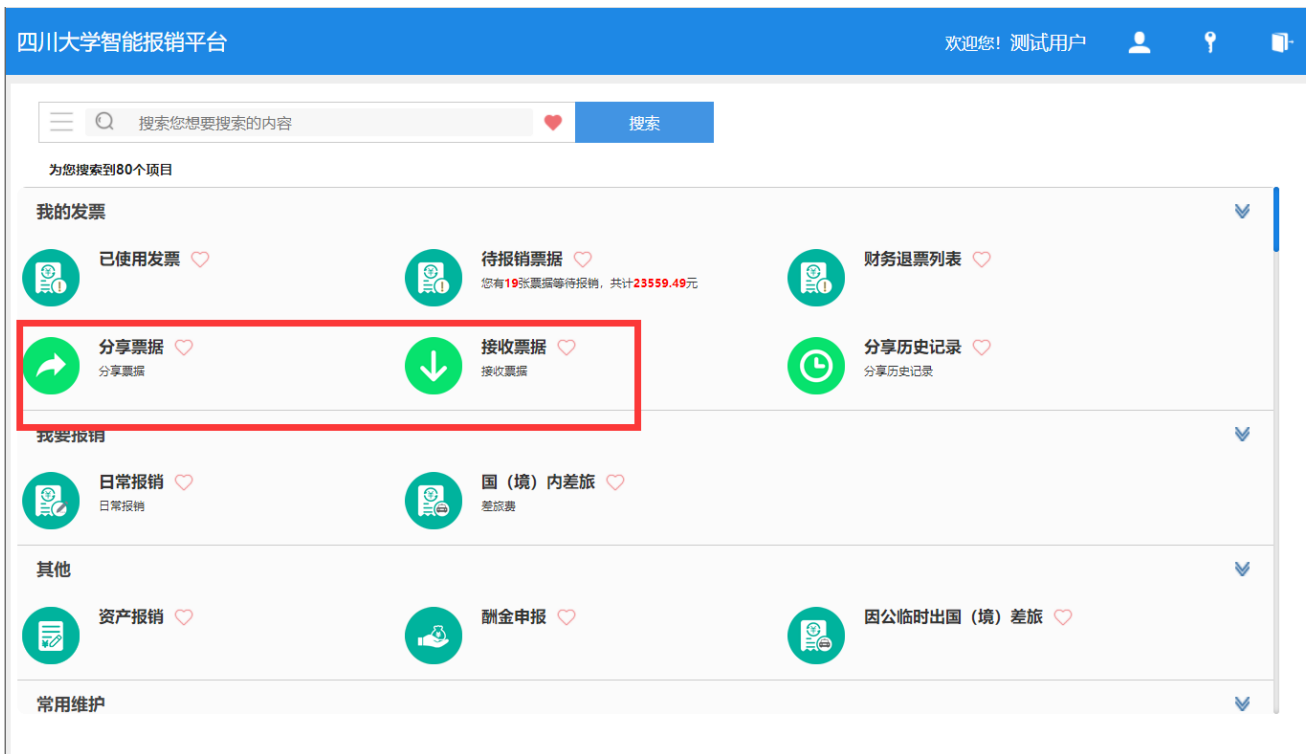 四川大学智能报销平台
欢迎您! 测试用户
搜索您想要搜索的内容
搜索
为您搜索到80个项目
我的发票
已使用发票
待报销票据
您有19张票据等待报销，共计23559.49元
财务退票列表
分享票据
分享票据
接收票据
接收票据
分享历史记录
分享历史记录
我要报销
日常报销
日常报销
国（境）内差旅
差旅费
其他
资产报销
酬金申报
因公临时出国（境）差旅
常用维护